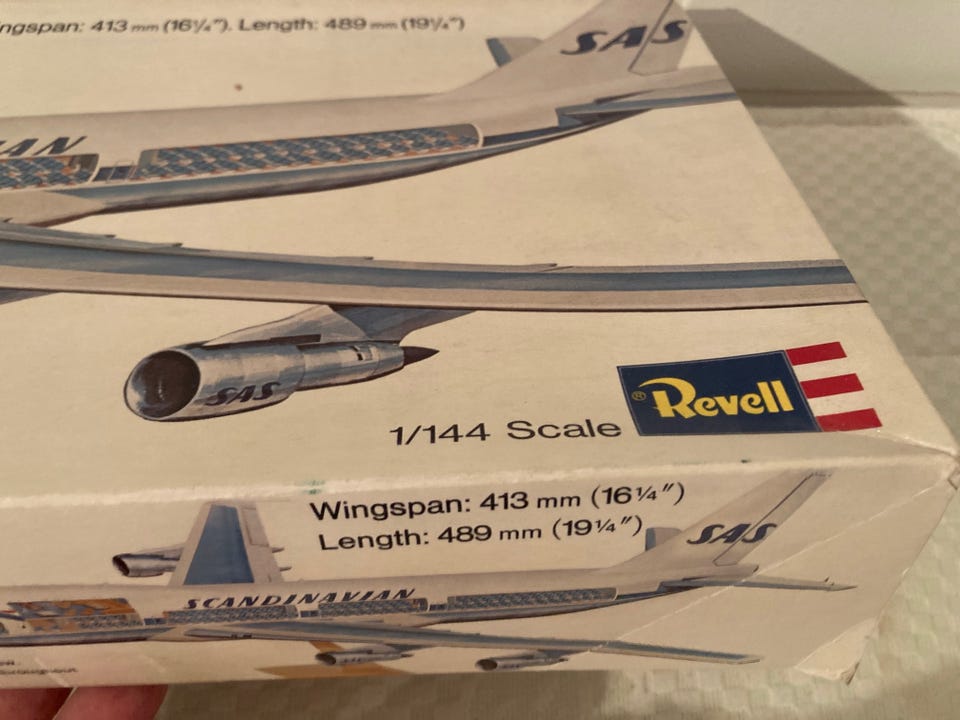 ngspan: 413 mm (16¼"). Length: 489 mm (19¼")
SAS
AN
SAS
® Revell
1/144 Scale
Wingspan: 413 mm (16¼")
Length: 489 mm (19¼")
SAS
SCANDINAVIAN